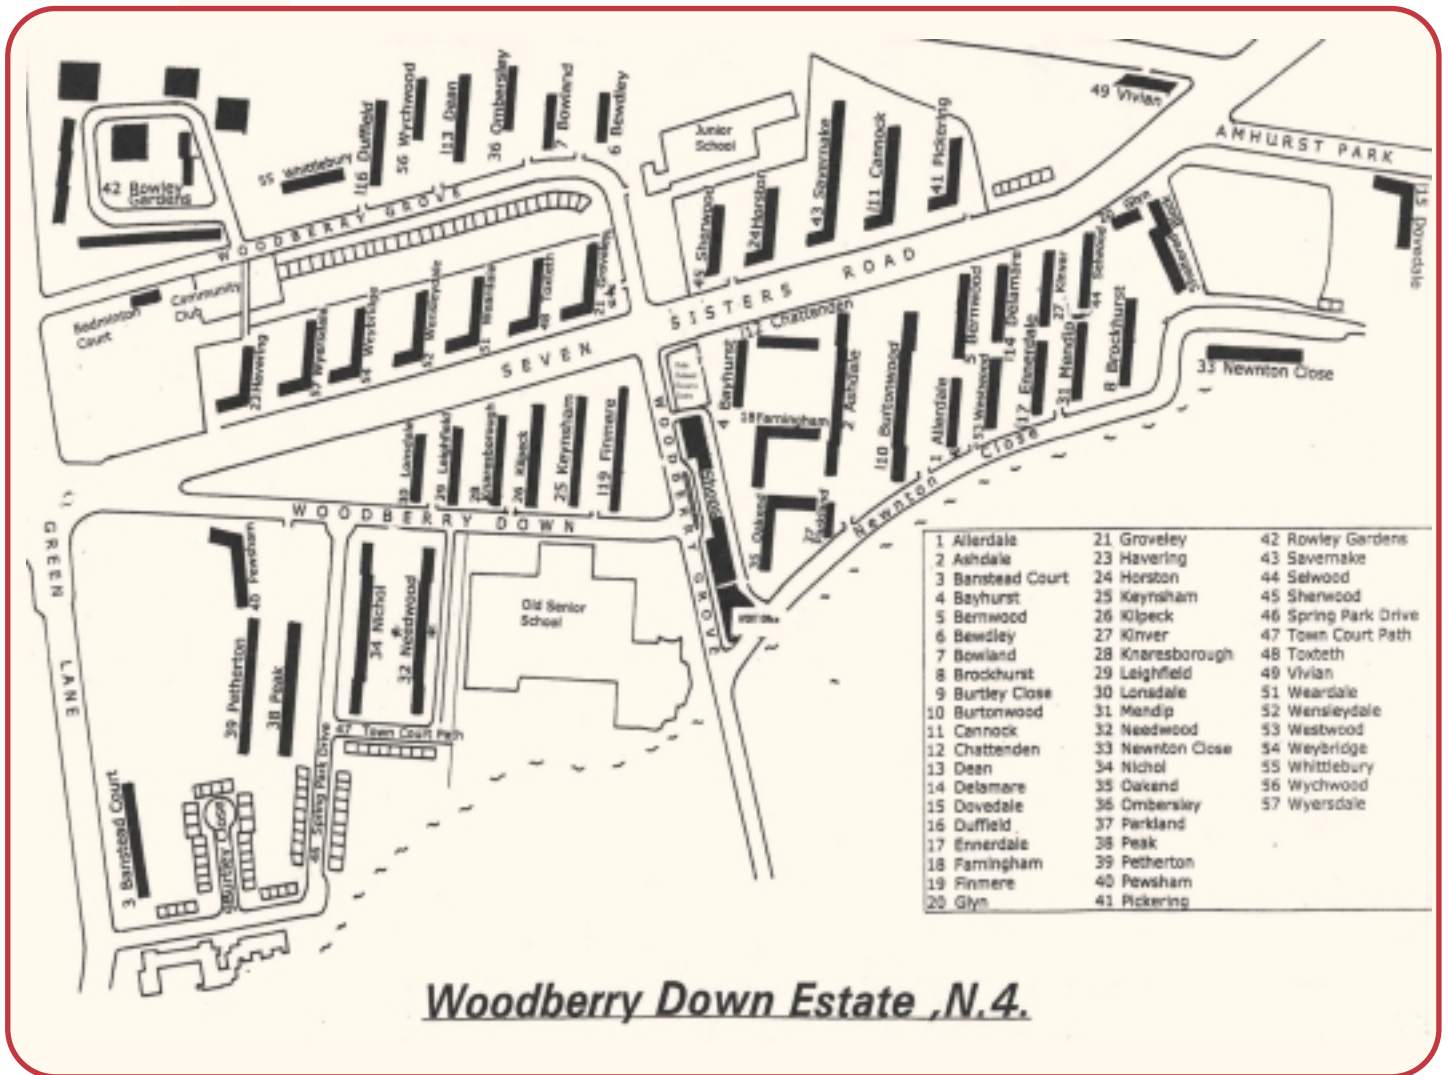 49 Vivian
AMHURST PARK
15 Dovedale
42 Rowley
Gardens
55 Whittlebury
16 Duffield
56 Wychwood
13 Dean
36 Ombersley
7 Bowland
6 Bewdley
Junior
School
45 Sherwood
24 Horston
43 Savernake
11 Cannock
41 Pickering
WOODBERRY GROVE
Community
Club
Badminton
Court
23 Havering
57 Wyersdale
54 Weybridge
52 Wensleydale
51 Weardale
48 Toxteth
21 Groveley
SEVEN SISTERS ROAD
12 Chattenden
4 Bayhurst
2 Ashdale
18 Farningham
10 Burtonwood
5 Bernwood
14 Delamare
27 Kinver
44 Selwood
1 Allerdale
53 Westwood
17 Ennerdale
31 Mendip
8 Brockhurst
33 Newnton Close
Newnton Close
35 Oakend
37 Parkland
30 Lonsdale
29 Leighfield
28
Knaresborough
26 Kilpeck
25 Keynsham
19 Finmere
WOODBERRY DOWN
WOODBERRY GROVE
Shops
GREEN LANE
40 Pewsham
39 Petherton
38 Peak
34 Nichol
32 Needwood
Old Senior
School
47 Town Court Path
46 Spring Park Drive
3 Banstead Court
9 Burtley Close
1 Allerdale
2 Ashdale
3 Banstead Court
4 Bayhurst
5 Bernwood
6 Bewdley
7 Bowland
8 Brockhurst
9 Burtley Close
10 Burtonwood
11 Cannock
12 Chattenden
13 Dean
14 Delamare
15 Dovedale
16 Duffield
17 Ennerdale
18 Farningham
19 Finmere
20 Glyn
21 Groveley
23 Havering
24 Horston
25 Keynsham
26 Kilpeck
27 Kinver
28 Knaresborough
29 Leighfield
30 Lonsdale
31 Mendip
32 Needwood
33 Newnton Close
34 Nichol
35 Oakend
36 Ombersley
37 Parkland
38 Peak
39 Petherton
40 Pewsham
41 Pickering
42 Rowley Gardens
43 Savernake
44 Selwood
45 Sherwood
46 Spring Park Drive
47 Town Court Path
48 Toxteth
49 Vivian
51 Weardale
52 Wensleydale
53 Westwood
54 Weybridge
55 Whittlebury
56 Wychwood
57 Wyersdale
Woodberry Down Estate ,N.4.